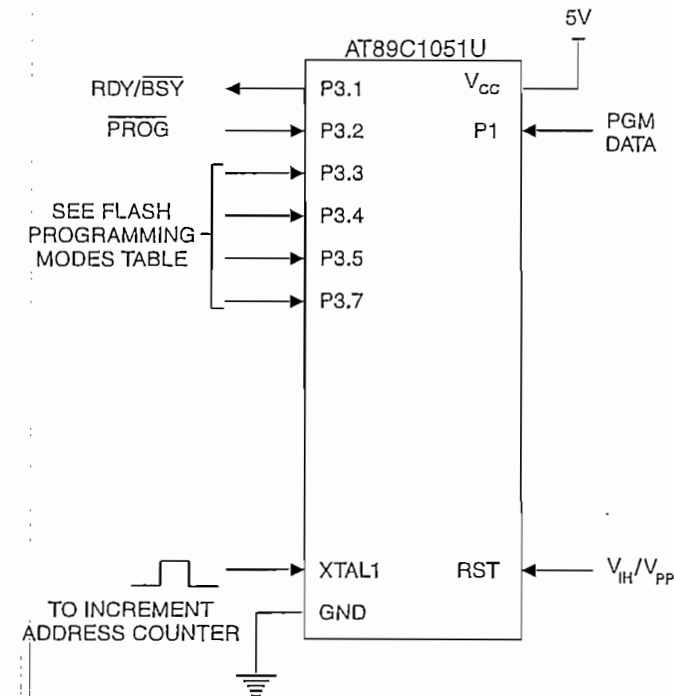 5V
AT89C1051U
RDY/BSY
P3.1
VCC
PROG
P3.2
P1
PGM
DATA
P3.3
SEE FLASH
PROGRAMMING
MODES TABLE
P3.4
P3.5
P3.7
XTAL1
RST
VIH/VPP
TO INCREMENT
ADDRESS COUNTER
GND